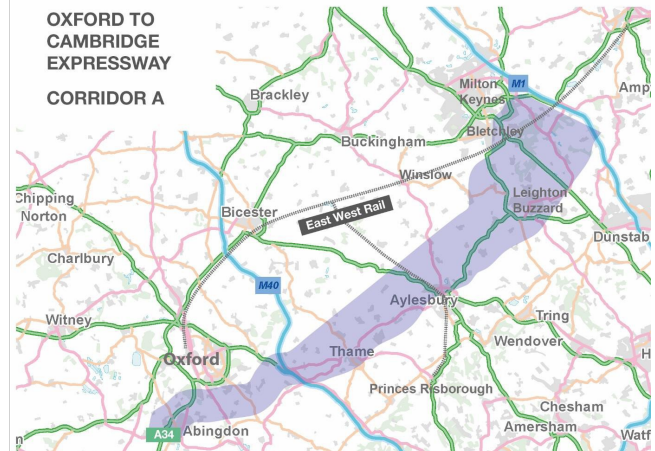 OXFORD TO
CAMBRIDGE
EXPRESSWAY
CORRIDOR A
Brackley
Milton
Keynes
M1
Amp
Buckingham
Bletchley
Winslow
Chipping
Norton
Bicester
East West Rail
Leighton
Buzzard
Dunstab
Charlbury
M40
Aylesbury
Witney
Tring
Wendover
Oxford
Thame
H
Princes Risborough
Chesham
Amersham
Watf
n
A34
Abingdon